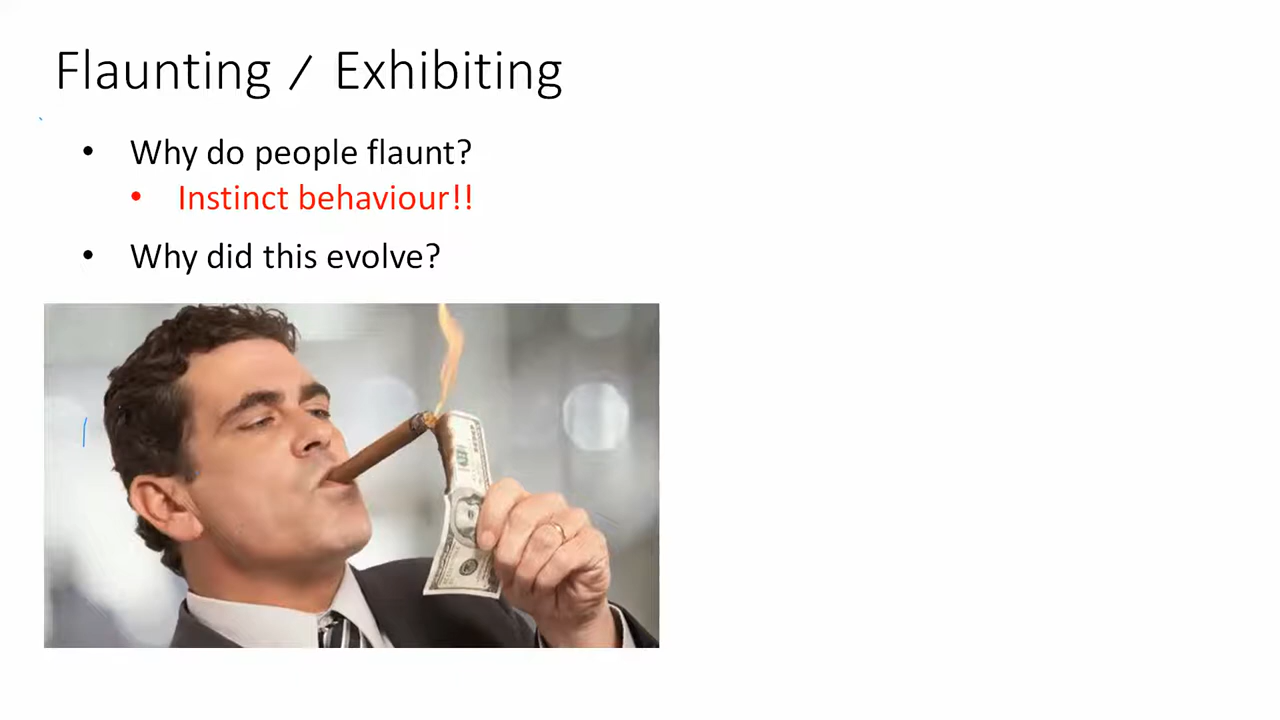 Flaunting / Exhibiting
• Why do people flaunt?
• Instinct behaviour!!
• Why did this evolve?